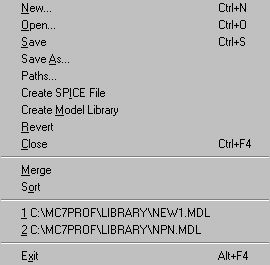 New... Ctrl+N
Open... Ctrl+O
Save Ctrl+S
Save As...
Paths...
Create SPICE File
Create Model Library
Revert
Close Ctrl+F4
Merge
Sort
1 C:\MC7PROF\LIBRARY\NEW1.MDL
2 C:\MC7PROF\LIBRARY\NPN.MDL
Exit Alt+F4